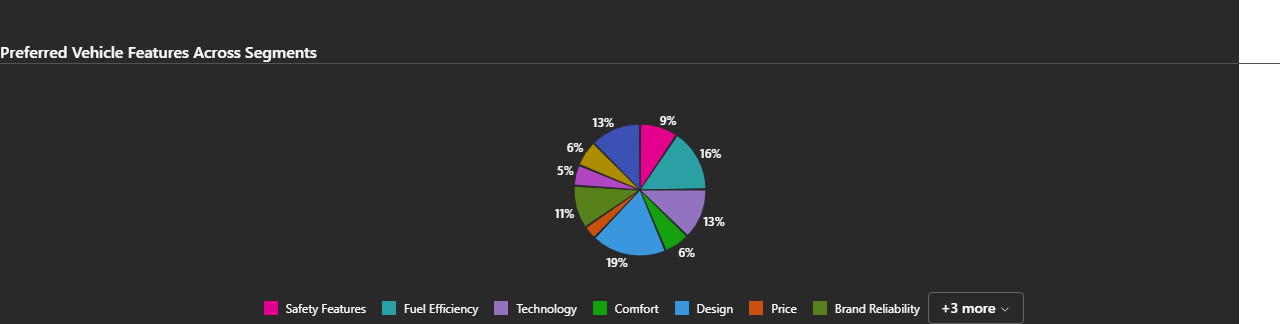 Preferred Vehicle Features Across Segments
13%
9%
6%
16%
5%
11%
13%
6%
19%
Safety Features
Fuel Efficiency
Technology
Comfort
Design
Price
Brand Reliability
+3 more